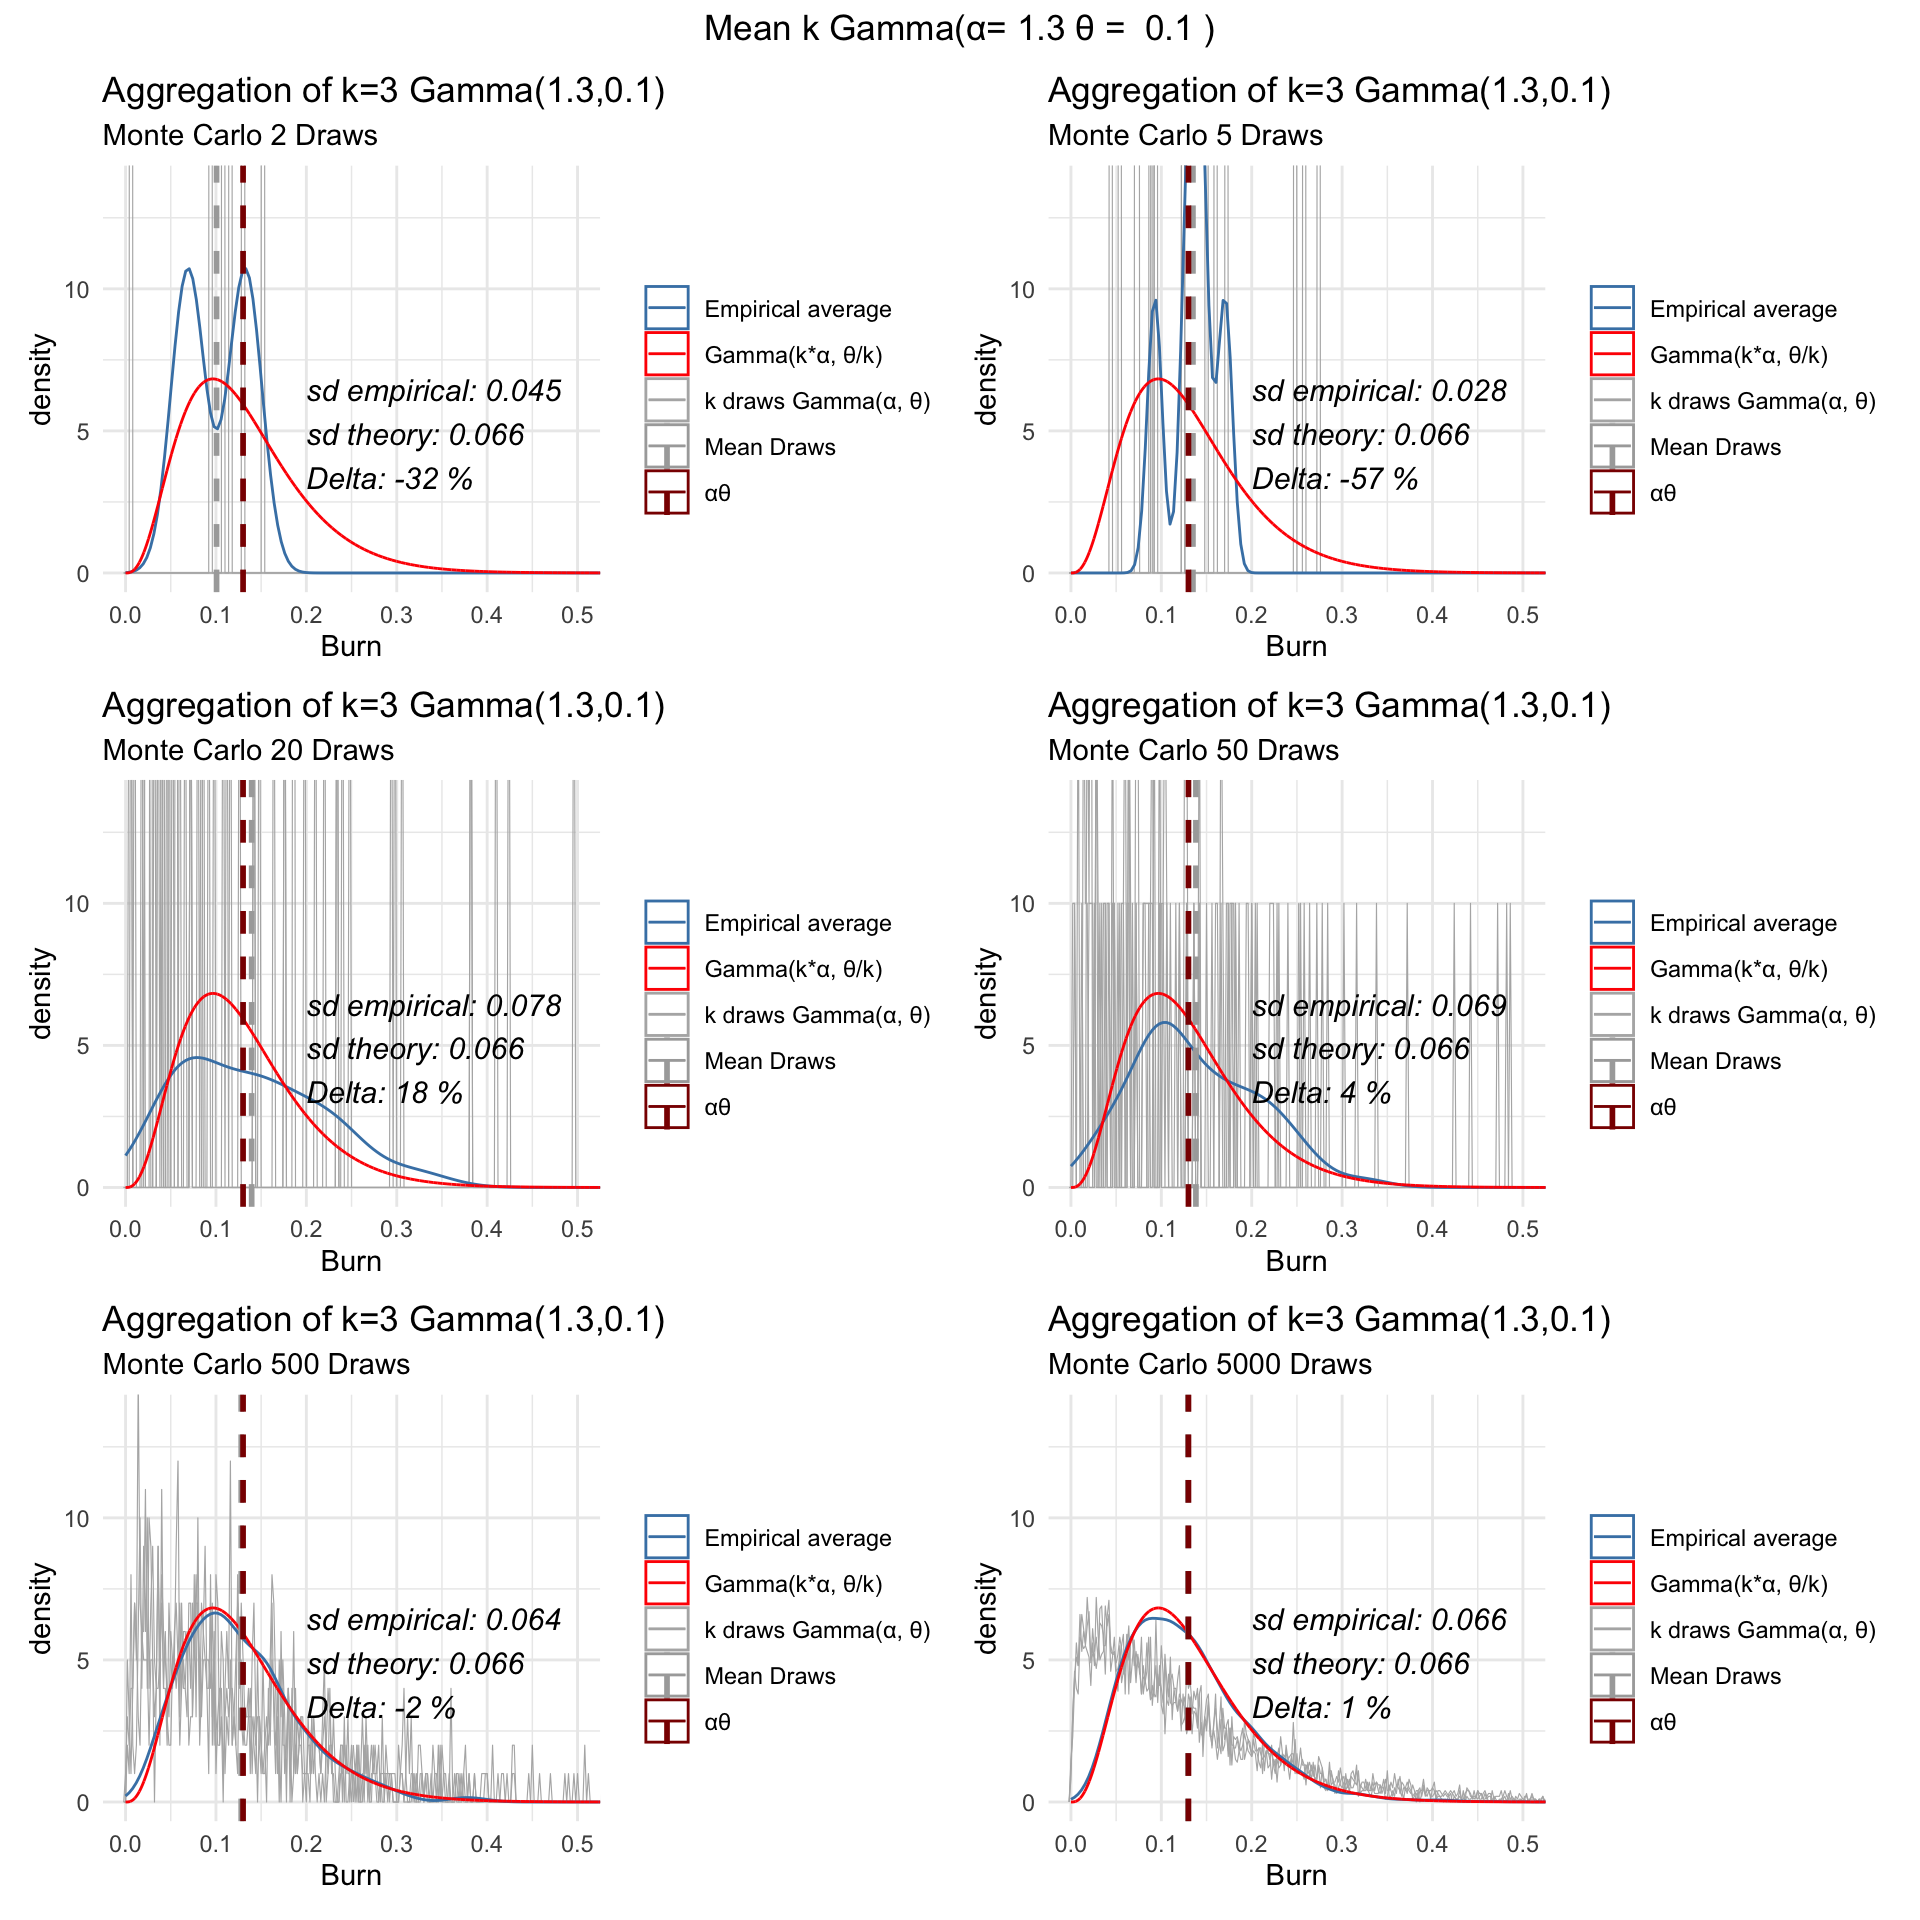 Mean k Gamma(α= 1.3 θ =  0.1 )
Aggregation of k=3 Gamma(1.3,0.1)
Monte Carlo 2 Draws
density
10
5
0
sd empirical: 0.045
sd theory: 0.066
Delta: -32 %
0.0 0.1 0.2 0.3 0.4 0.5
Burn
Empirical average
Gamma(k*α, θ/k)
k draws Gamma(α, θ)
Mean Draws
αθ
Aggregation of k=3 Gamma(1.3,0.1)
Monte Carlo 5 Draws
density
10
5
0
sd empirical: 0.028
sd theory: 0.066
Delta: -57 %
0.0 0.1 0.2 0.3 0.4 0.5
Burn
Empirical average
Gamma(k*α, θ/k)
k draws Gamma(α, θ)
Mean Draws
αθ
Aggregation of k=3 Gamma(1.3,0.1)
Monte Carlo 20 Draws
density
10
5
0
sd empirical: 0.078
sd theory: 0.066
Delta: 18 %
0.0 0.1 0.2 0.3 0.4 0.5
Burn
Empirical average
Gamma(k*α, θ/k)
k draws Gamma(α, θ)
Mean Draws
αθ
Aggregation of k=3 Gamma(1.3,0.1)
Monte Carlo 50 Draws
density
10
5
0
sd empirical: 0.069
sd theory: 0.066
Delta: 4 %
0.0 0.1 0.2 0.3 0.4 0.5
Burn
Empirical average
Gamma(k*α, θ/k)
k draws Gamma(α, θ)
Mean Draws
αθ
Aggregation of k=3 Gamma(1.3,0.1)
Monte Carlo 500 Draws
density
10
5
0
sd empirical: 0.064
sd theory: 0.066
Delta: -2 %
0.0 0.1 0.2 0.3 0.4 0.5
Burn
Empirical average
Gamma(k*α, θ/k)
k draws Gamma(α, θ)
Mean Draws
αθ
Aggregation of k=3 Gamma(1.3,0.1)
Monte Carlo 5000 Draws
density
10
5
0
sd empirical: 0.066
sd theory: 0.066
Delta: 1 %
0.0 0.1 0.2 0.3 0.4 0.5
Burn
Empirical average
Gamma(k*α, θ/k)
k draws Gamma(α, θ)
Mean Draws
αθ